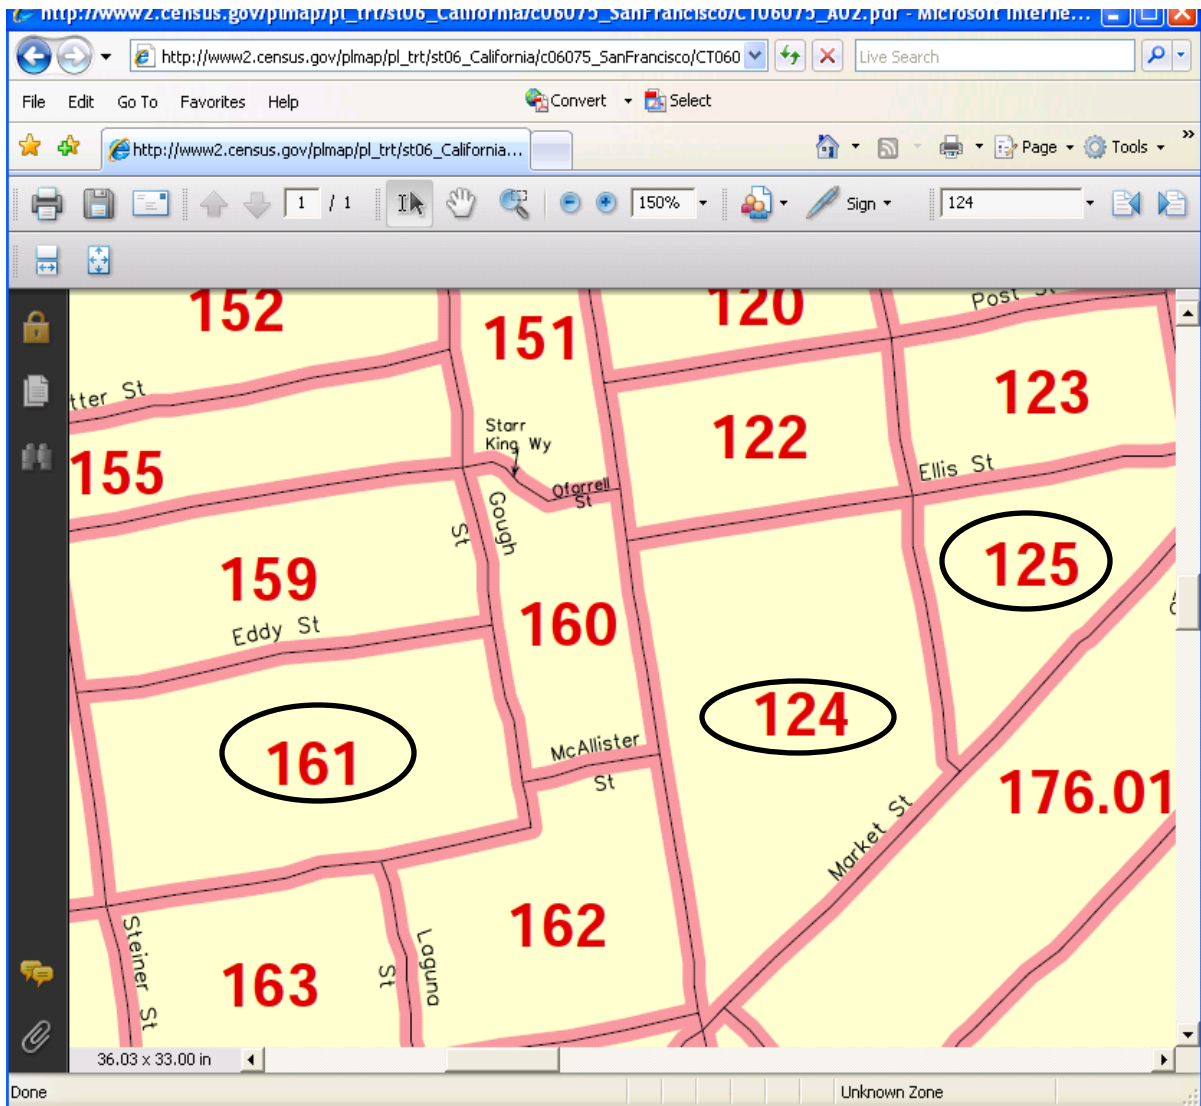 http://www2.census.gov/plmap/pl_trt/st06_California/c06075_SanFrancisco/CT06075_A02.pdf - Microsoft Interne...
http://www2.census.gov/plmap/pl_trt/st06_California/c06075_SanFrancisco/CT060
Live Search
File Edit Go To Favorites Help
Convert Select
http://www2.census.gov/plmap/pl_trt/st06_California...
Page Tools »
1 / 1
150%
Sign
124
152
151
120
Post St
tter St
123
Starr
King Wy
122
155
Ellis St
Ofarrell
St
Gough
St
125
159
Eddy St
160
124
161
McAllister
St
176.01
Market St
162
Steiner St
Laguna
St
163
36.03 x 33.00 in
Done
Unknown Zone